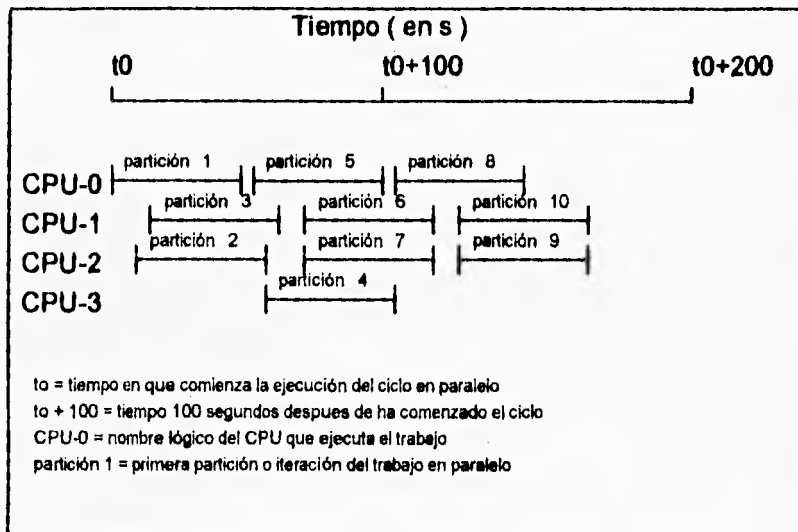 Tiempo ( en s )
t0 t0+100 t0+200
partición 1 partición 5 partición 8
CPU-0
partición 3 partición 6 partición 10
CPU-1
partición 2 partición 7 partición 9
CPU-2
partición 4
CPU-3
to = tiempo en que comienza la ejecución del ciclo en paralelo
to + 100 = tiempo 100 segundos despues de ha comenzado el ciclo
CPU-0 = nombre lógico del CPU que ejecuta el trabajo
partición 1 = primera partición o iteración del trabajo en paralelo